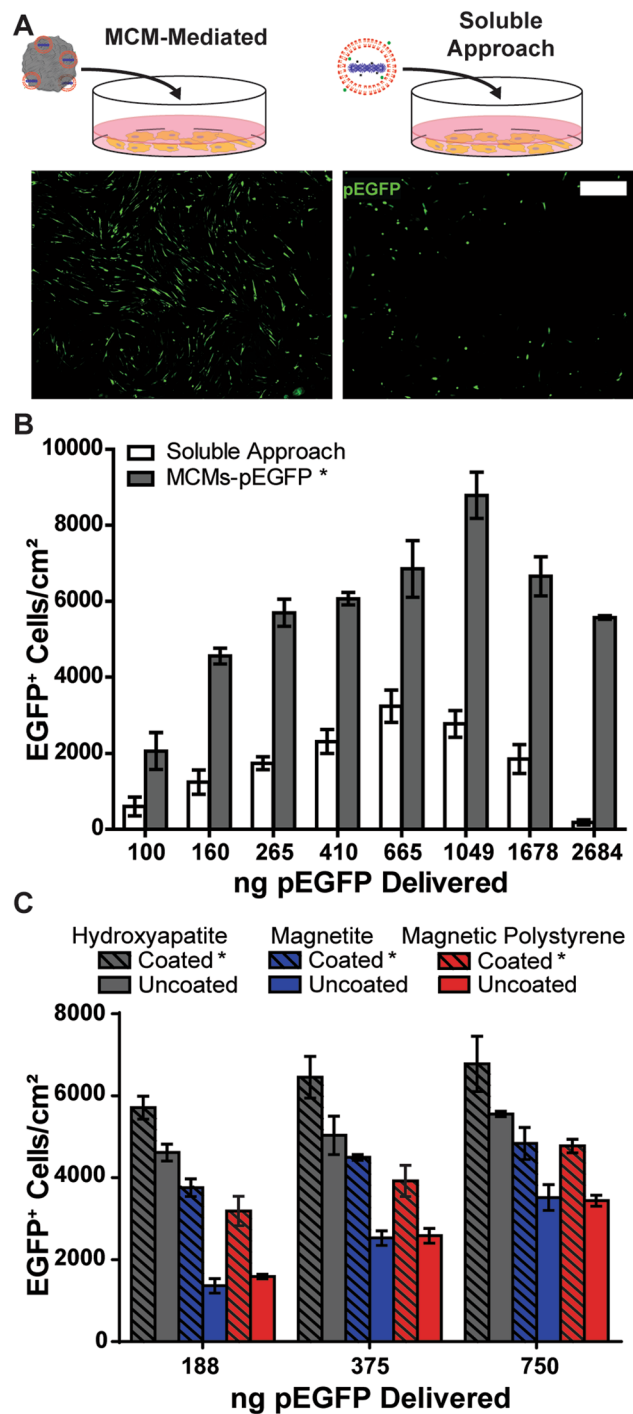 A
MCM-Mediated
Soluble
Approach
pEGFP
B
10000
8000
6000
4000
2000
0
EGFP⁺ Cells/cm²
Soluble Approach
MCMs-pEGFP *
100 160 265 410 665 1049 1678 2684
ng pEGFP Delivered
C
Hydroxyapatite Magnetite Magnetic Polystyrene
Coated * Coated * Coated *
Uncoated Uncoated Uncoated
8000
6000
4000
2000
0
EGFP⁺ Cells/cm²
188 375 750
ng pEGFP Delivered